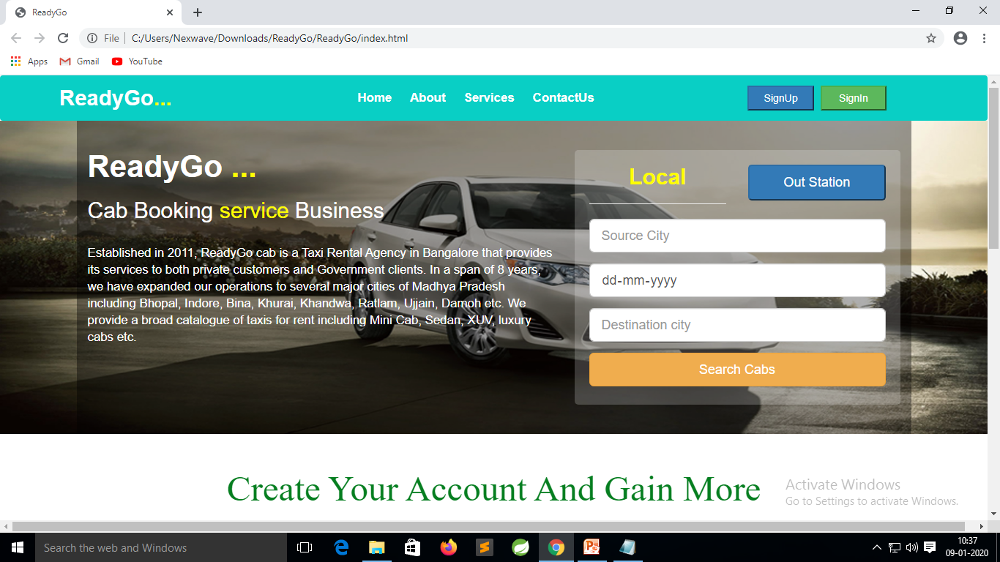 ReadyGo
File
C:/Users/Nexwave/Downloads/ReadyGo/ReadyGo/index.html
Apps Gmail YouTube
ReadyGo... Home About Services ContactUs SignUp SignIn
ReadyGo ...
Cab Booking service Business
Established in 2011, ReadyGo cab is a Taxi Rental Agency in Bangalore that provides
its services to both private customers and Government clients. In a span of 8 years,
we have expanded our operations to several major cities of Madhya Pradesh
including Bhopal, Indore, Bina, Khurai, Khandwa, Ratlam, Ujjain, Damoh etc. We
provide a broad catalogue of taxis for rent including Mini Cab, Sedan, XUV, luxury
cabs etc.
Local Out Station
Source City
dd-mm-yyyy
Destination city
Search Cabs
Create Your Account And Gain More
Activate Windows
Go to Settings to activate Windows.
Search the web and Windows
10:37
09-01-2020